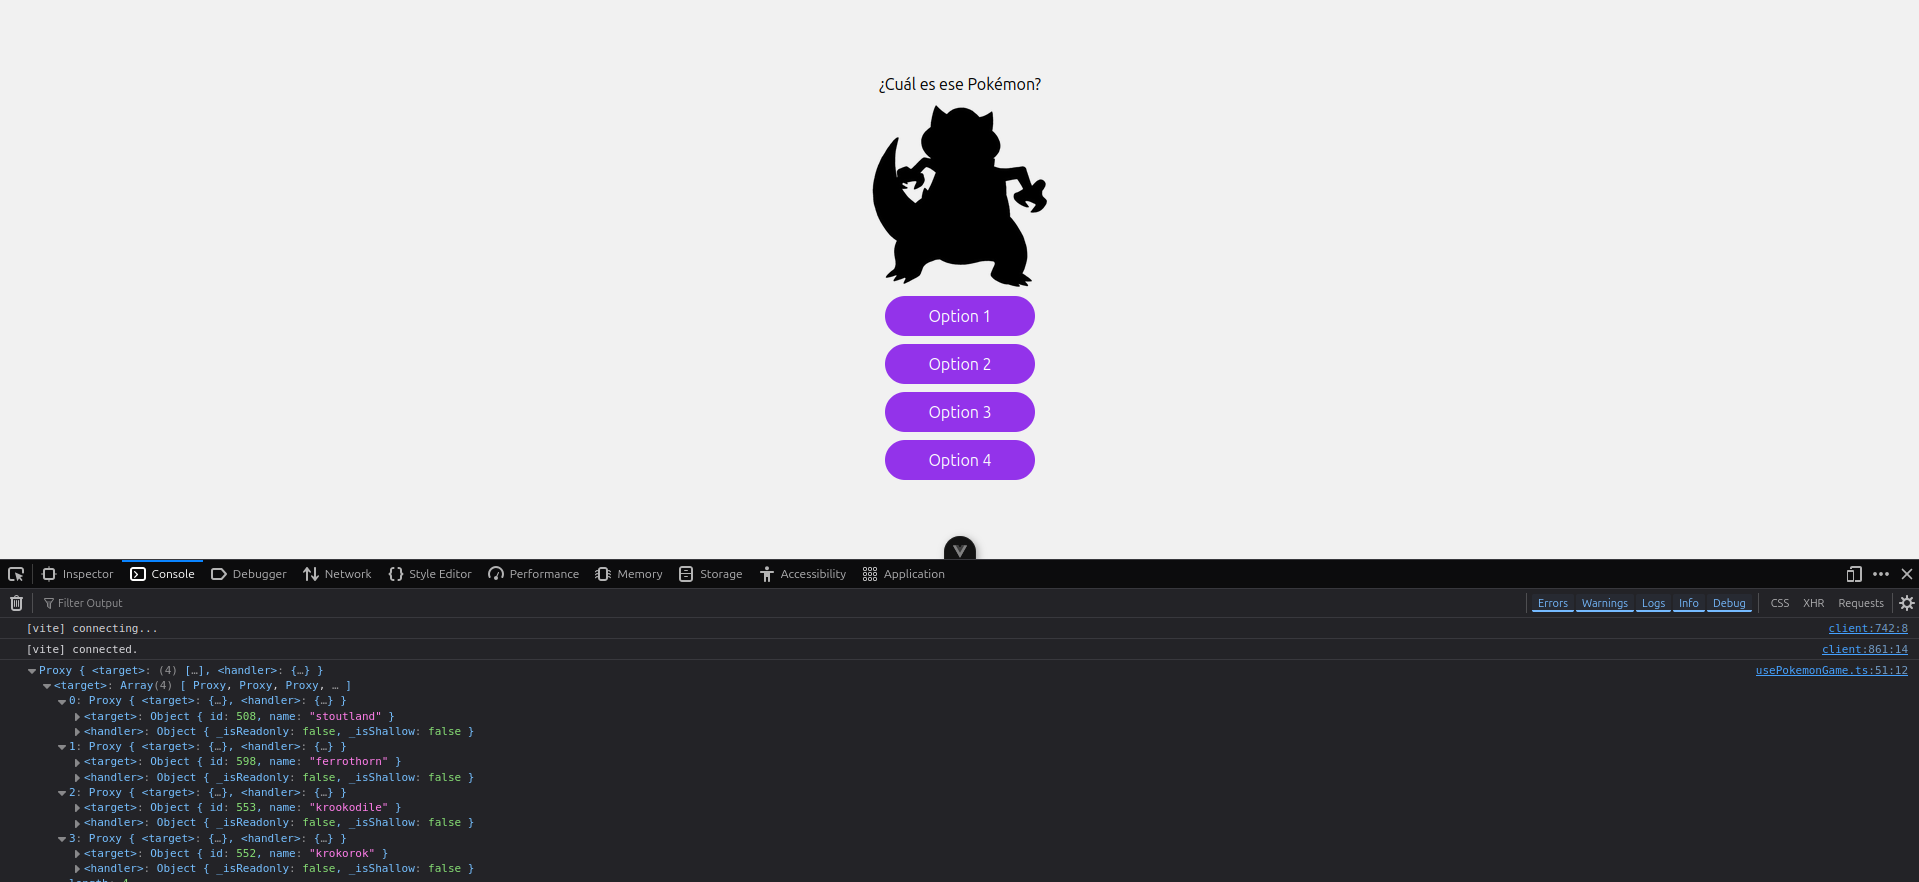 ¿Cuál es ese Pokémon?
Option 1
Option 2
Option 3
Option 4
Inspector Console Debugger Network Style Editor Performance Memory Storage Accessibility Application
Filter Output Errors Warnings Logs Info Debug CSS XHR Requests
[vite] connecting... client:742:8
[vite] connected. client:861:14
Proxy { <target>: (4) […], <handler>: {…} } usePokemonGame.ts:51:12
<target>: Array(4) [ Proxy, Proxy, Proxy, … ]
0: Proxy { <target>: {…}, <handler>: {…} }
<target>: Object { id: 508, name: "stoutland" }
<handler>: Object { _isReadonly: false, _isShallow: false }
1: Proxy { <target>: {…}, <handler>: {…} }
<target>: Object { id: 598, name: "ferrothorn" }
<handler>: Object { _isReadonly: false, _isShallow: false }
2: Proxy { <target>: {…}, <handler>: {…} }
<target>: Object { id: 553, name: "krookodile" }
<handler>: Object { _isReadonly: false, _isShallow: false }
3: Proxy { <target>: {…}, <handler>: {…} }
<target>: Object { id: 552, name: "krokorok" }
<handler>: Object { _isReadonly: false, _isShallow: false }